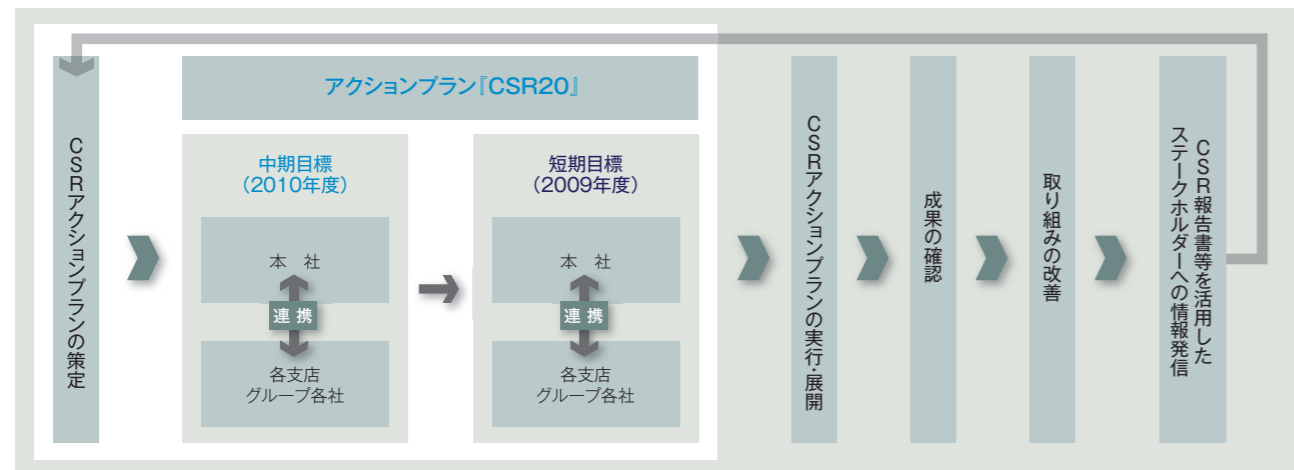 CSRアクションプランの策定
アクションプラン『CSR20』
中期目標
(2010年度)
本 社
連 携
各支店
グループ各社
短期目標
(2009年度)
本 社
連 携
各支店
グループ各社
CSRアクションプランの実行・展開
成果の確認
取り組みの改善
CSR報告書等を活用した
ステークホルダーへの情報発信